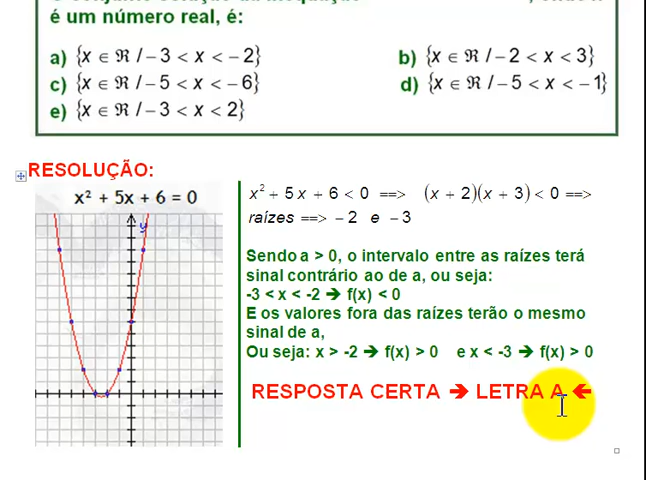 é um número real, é:
a) {x ∈ ℜ / – 3 < x < – 2}
b) {x ∈ ℜ / – 2 < x < 3}
c) {x ∈ ℜ / – 5 < x < – 6}
d) {x ∈ ℜ / – 5 < x < – 1}
e) {x ∈ ℜ / – 3 < x < 2}
RESOLUÇÃO:
x² + 5x + 6 = 0
y
x² + 5x + 6 < 0 ==> (x + 2)(x + 3) < 0 ==>
raízes ==> – 2 e – 3
Sendo a > 0, o intervalo entre as raízes terá
sinal contrário ao de a, ou seja:
-3 < x < -2 ➔ f(x) < 0
E os valores fora das raízes terão o mesmo
sinal de a,
Ou seja: x > -2 ➔ f(x) > 0 e x < -3 ➔ f(x) > 0
RESPOSTA CERTA ➔ LETRA A ←